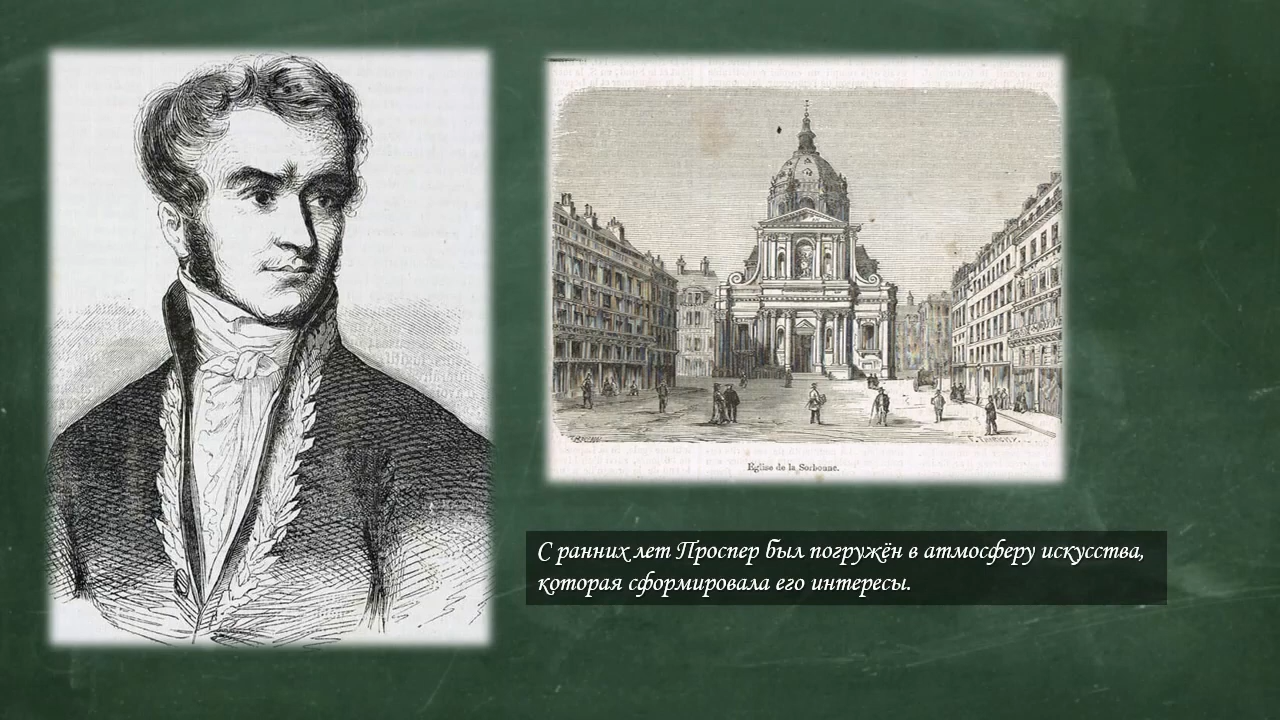 Eglise de la Sorbonne.
С ранних лет Проспер был погружён в атмосферу искусства,
которая сформировала его интересы.